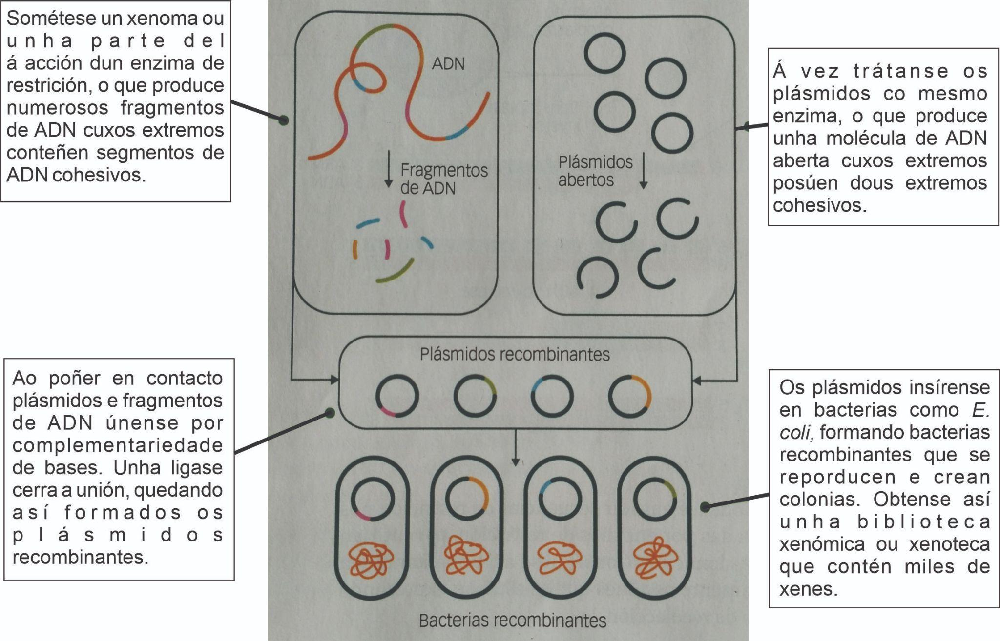 Sométese un xenoma ou
unha parte del
á acción dun enzima de
restrición, o que produce
numerosos fragmentos
de ADN cuxos extremos
conteñen segmentos de
ADN cohesivos.
ADN
Fragmentos
de ADN
Plásmidos
abertos
Á vez trátanse os
plásmidos co mesmo
enzima, o que produce
unha molécula de ADN
aberta cuxos extremos
posúen dous extremos
cohesivos.
Plásmidos recombinantes
Ao poñer en contacto
plásmidos e fragmentos
de ADN únense por
complementariedade
de bases. Unha ligase
cerra a unión, quedando
así formados os
plásmidos
recombinantes.
Os plásmidos insírense
en bacterias como E.
coli, formando bacterias
recombinantes que se
reporducen e crean
colonias. Obtense así
unha biblioteca
xenómica ou xenoteca
que contén miles de
xenes.
Bacterias recombinantes